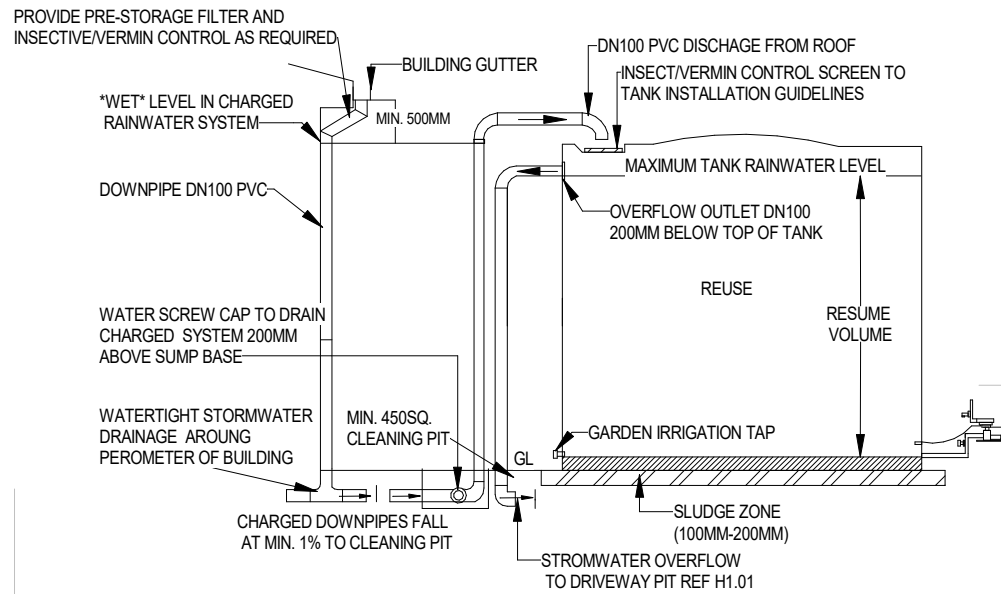 PROVIDE PRE-STORAGE FILTER AND
INSECTIVE/VERMIN CONTROL AS REQUIRED
BUILDING GUTTER
DN100 PVC DISCHAGE FROM ROOF
INSECT/VERMIN CONTROL SCREEN TO
TANK INSTALLATION GUIDELINES
*WET* LEVEL IN CHARGED
RAINWATER SYSTEM
MIN. 500MM
MAXIMUM TANK RAINWATER LEVEL
DOWNPIPE DN100 PVC
OVERFLOW OUTLET DN100
200MM BELOW TOP OF TANK
REUSE
RESUME
VOLUME
WATER SCREW CAP TO DRAIN
CHARGED SYSTEM 200MM
ABOVE SUMP BASE
WATERTIGHT STORMWATER
DRAINAGE AROUNG
PEROMETER OF BUILDING
MIN. 450SQ.
CLEANING PIT
GL
GARDEN IRRIGATION TAP
CHARGED DOWNPIPES FALL
AT MIN. 1% TO CLEANING PIT
SLUDGE ZONE
(100MM-200MM)
STROMWATER OVERFLOW
TO DRIVEWAY PIT REF H1.01